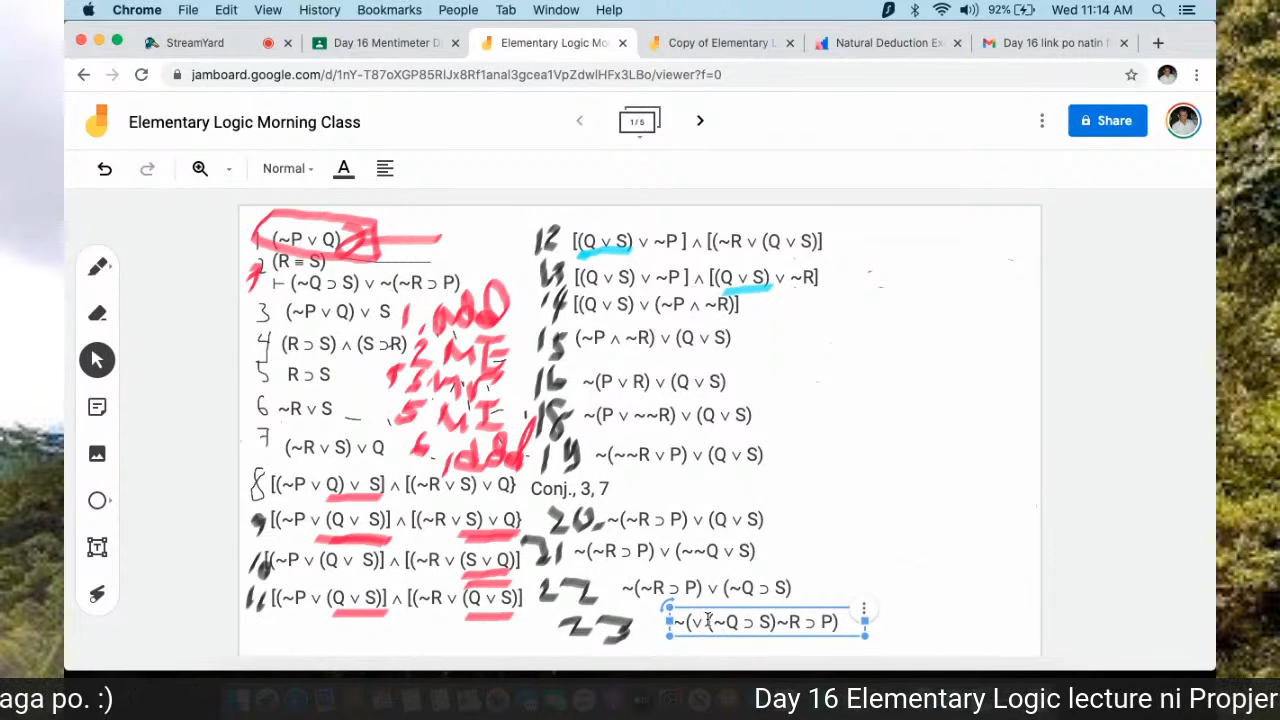 Chrome File Edit View History Bookmarks People Tab Window Help 92% Wed 11:14 AM
StreamYard Day 16 Mentimeter D Elementary Logic Mo Copy of Elementary L Natural Deduction Ex Day 16 link po natin
jamboard.google.com/d/1nY-T87oXGP85RlJx8Rf1anal3gcea1VpZdwlHFx3LBo/viewer?f=0
Elementary Logic Morning Class
1/5
Share
Normal
A
1 (~P ∨ Q)
2 (R ≡ S)
⊢ (~Q ⊃ S) ∨ ~(~R ⊃ P)
3 (~P ∨ Q) ∨ S 1, add
4 (R ⊃ S) ∧ (S ⊃R) 2 ME
5 R ⊃ S
6 ~R ∨ S 5 MI
7 (~R ∨ S) ∨ Q 6, add
8 [(~P ∨ Q) ∨ S] ∧ [(~R ∨ S) ∨ Q}
9 [(~P ∨ (Q ∨ S)] ∧ [(~R ∨ S) ∨ Q}
10 [(~P ∨ (Q ∨ S)] ∧ [(~R ∨ (S ∨ Q)]
11 [(~P ∨ (Q ∨ S)] ∧ [(~R ∨ (Q ∨ S)]
12 [(Q ∨ S) ∨ ~P ] ∧ [(~R ∨ (Q ∨ S)]
13 [(Q ∨ S) ∨ ~P ] ∧ [(Q ∨ S) ∨ ~R]
14 [(Q ∨ S) ∨ (~P ∧ ~R)]
15 (~P ∧ ~R) ∨ (Q ∨ S)
16 ~(P ∨ R) ∨ (Q ∨ S)
18 ~(P ∨ ~~R) ∨ (Q ∨ S)
19 ~(~~R ∨ P) ∨ (Q ∨ S)
Conj., 3, 7
20. ~(~R ⊃ P) ∨ (Q ∨ S)
21 ~(~R ⊃ P) ∨ (~~Q ∨ S)
22 ~(~R ⊃ P) ∨ (~Q ⊃ S)
23 ~(∨ (~Q ⊃ S)~R ⊃ P)
aga po. :) Day 16 Elementary Logic lecture ni Propjer